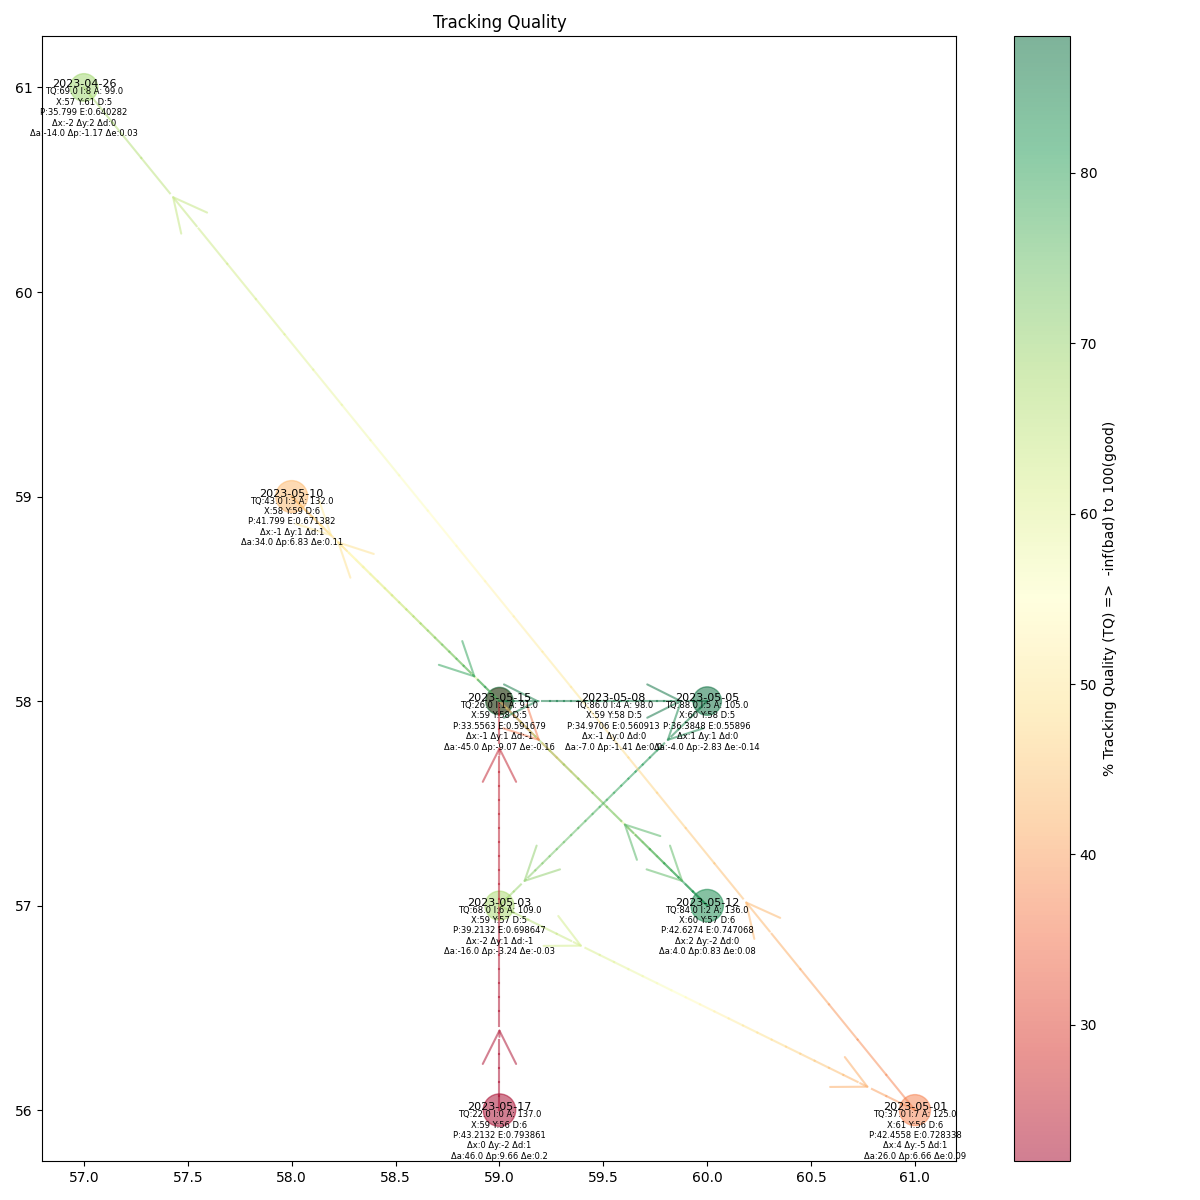 Tracking Quality
61
60
59
58
57
56
57.0
57.5
58.0
58.5
59.0
59.5
60.0
60.5
61.0
2023-04-26
TQ:69.0 I:8 A: 99.0
X:57 Y:61 D:5
P:35.799 E:0.640282
Δx:-2 Δy:2 Δd:0
Δa:-14.0 Δp:-1.17 Δe:0.03
2023-05-10
TQ:43.0 I:3 A: 132.0
X:58 Y:59 D:6
P:41.799 E:0.671382
Δx:-1 Δy:1 Δd:1
Δa:34.0 Δp:6.83 Δe:0.11
2023-05-15
TQ:26.0 I:1 A: 91.0
X:59 Y:58 D:5
P:33.5563 E:0.591679
Δx:-1 Δy:1 Δd:-1
Δa:-45.0 Δp:-9.07 Δe:-0.16
2023-05-08
TQ:86.0 I:4 A: 98.0
X:59 Y:58 D:5
P:34.9706 E:0.560913
Δx:-1 Δy:0 Δd:0
Δa:-7.0 Δp:-1.41
2023-05-05
TQ:88.0 I:5 A: 105.0
X:60 Y:58 D:5
P:36.3848 E:0.55896
Δx:1 Δy:1 Δd:0
Δa:-4.0 Δp:-2.83 Δe:-0.14
2023-05-03
TQ:68.0 I:6 A: 109.0
X:59 Y:57 D:5
P:39.2132 E:0.698647
Δx:-2 Δy:1 Δd:-1
Δa:-16.0 Δp:-3.24 Δe:-0.03
2023-05-12
TQ:84.0 I:2 A: 136.0
X:60 Y:57 D:6
P:42.6274 E:0.747068
Δx:2 Δy:-2 Δd:0
Δa:4.0 Δp:0.83 Δe:0.08
2023-05-17
TQ:22.0 I:0 A: 137.0
X:59 Y:56 D:6
P:43.2132 E:0.793861
Δx:0 Δy:-2 Δd:1
Δa:46.0 Δp:9.66 Δe:0.2
2023-05-01
TQ:37.0 I:7 A: 125.0
X:61 Y:56 D:6
P:42.4558 E:0.728338
Δx:4 Δy:-5 Δd:1
Δa:26.0 Δp:6.66 Δe:0.09
80
70
60
50
40
30
% Tracking Quality (TQ) => -inf(bad) to 100(good)